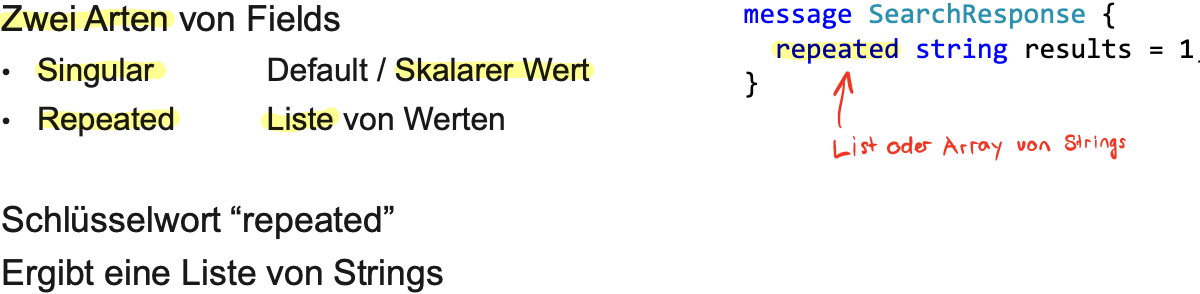 Zwei Arten von Fields
• Singular Default / Skalarer Wert
• Repeated Liste von Werten
Schlüsselwort “repeated”
Ergibt eine Liste von Strings
message SearchResponse {
repeated string results = 1;
}
List oder Array von Strings